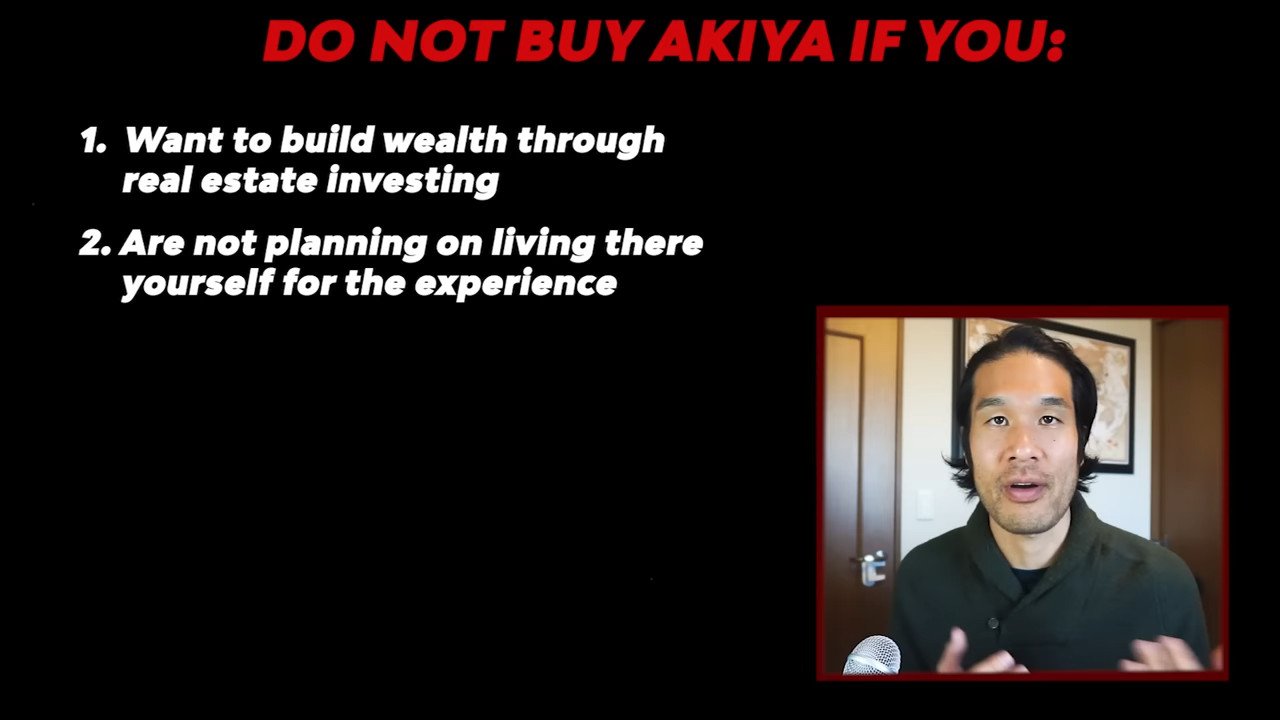 DO NOT BUY AKIYA IF YOU:
1. Want to build wealth through
real estate investing
2. Are not planning on living there
yourself for the experience